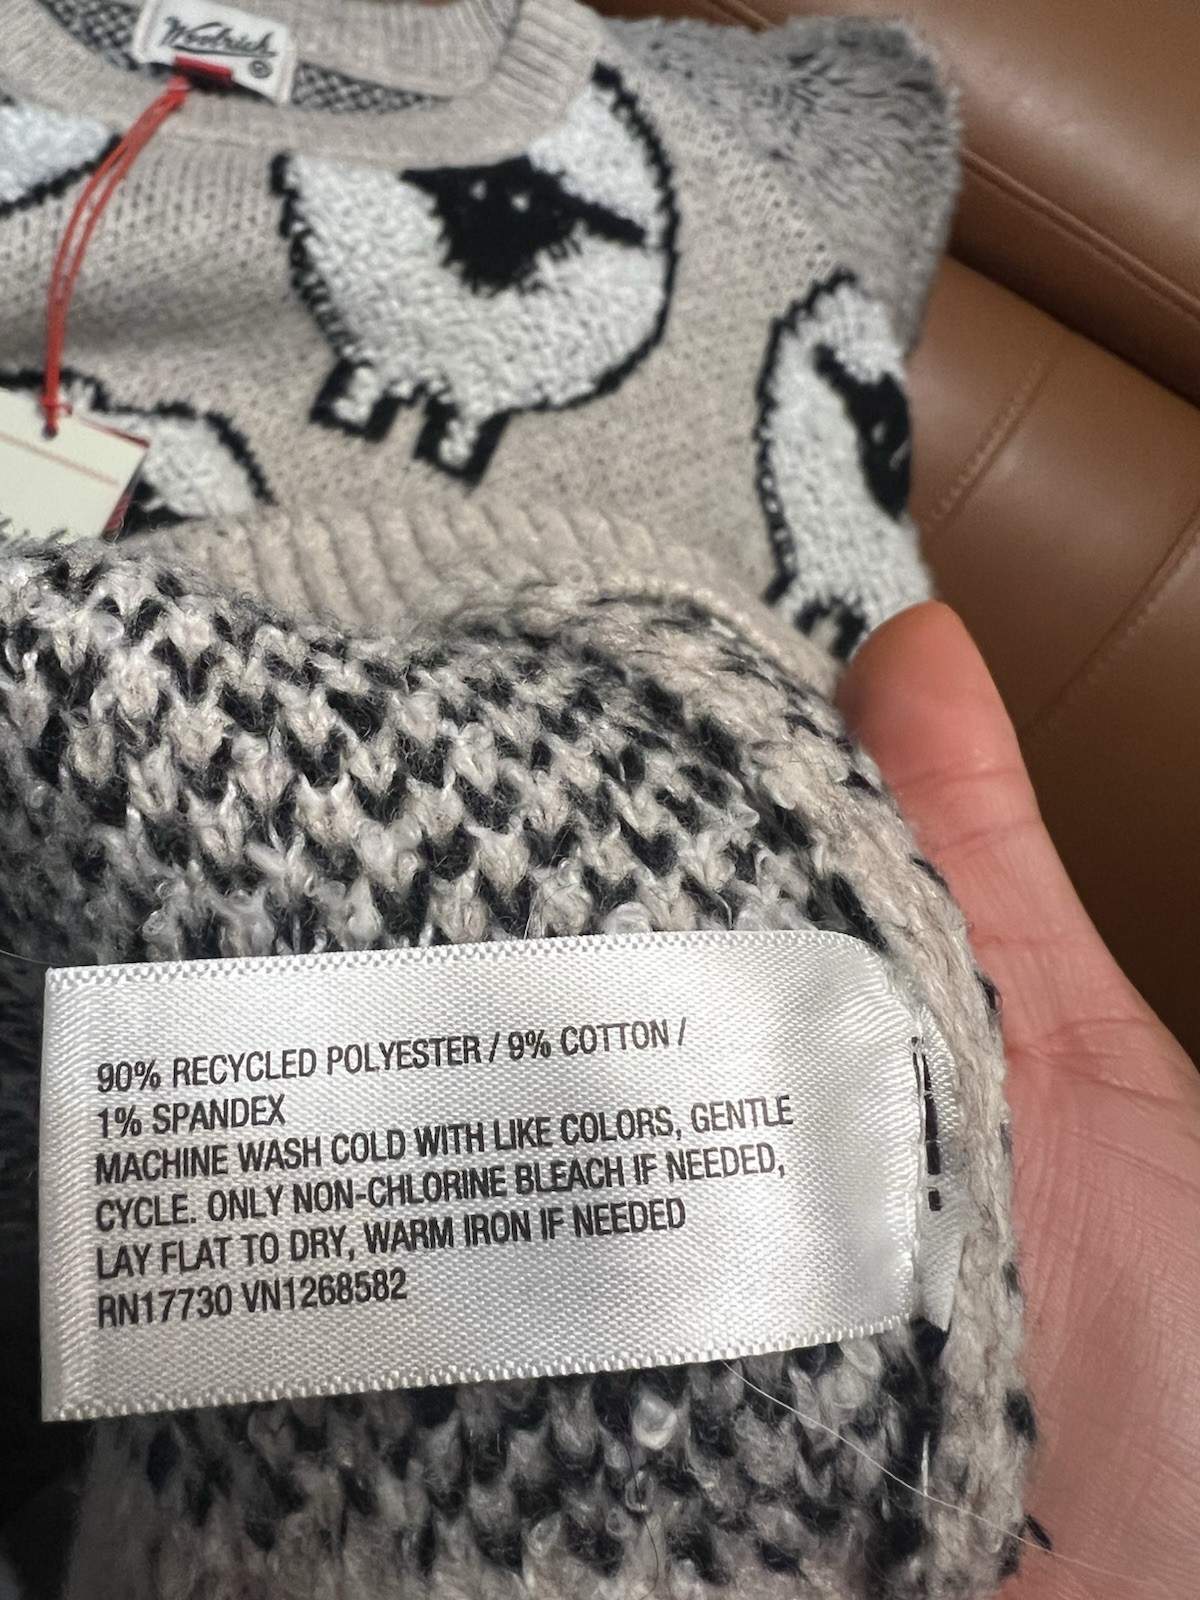 Woolrich
90% RECYCLED POLYESTER / 9% COTTON /
1% SPANDEX
MACHINE WASH COLD WITH LIKE COLORS, GENTLE
CYCLE. ONLY NON-CHLORINE BLEACH IF NEEDED,
LAY FLAT TO DRY, WARM IRON IF NEEDED
RN17730 VN1268582